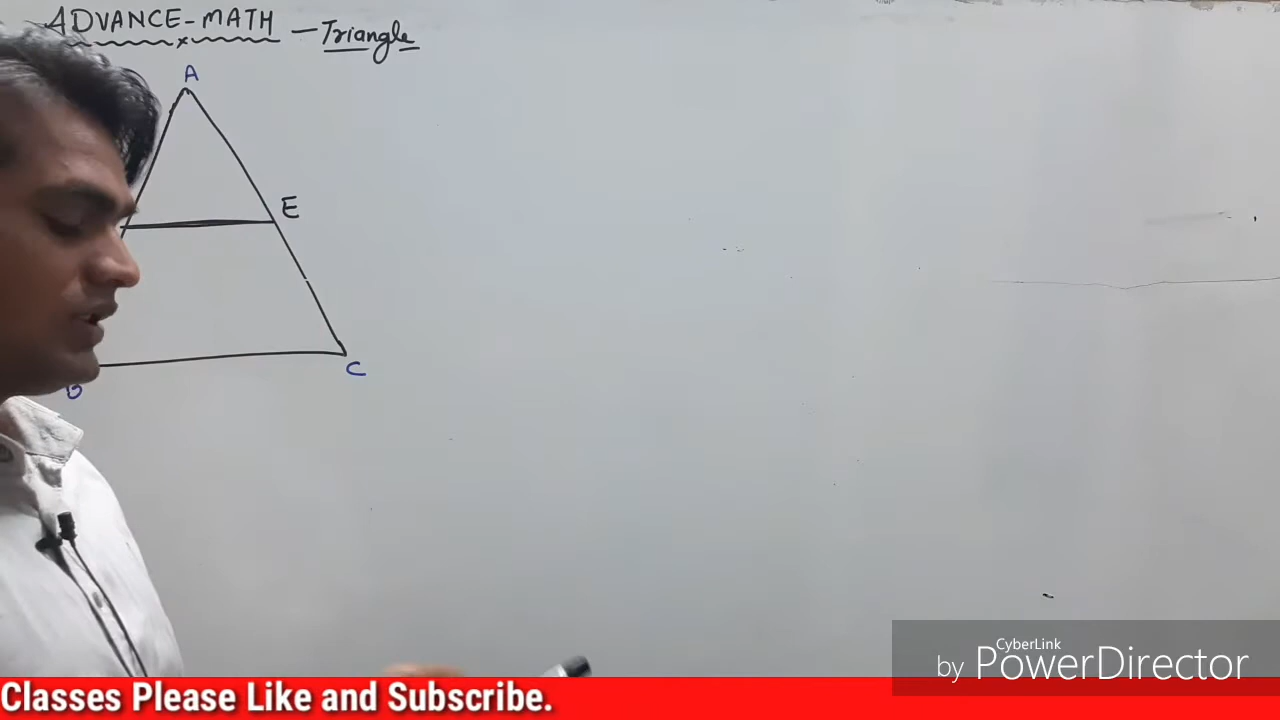 ADVANCE-MATH - Triangle
A
E
B
C
CyberLink
by PowerDirector
Classes Please Like and Subscribe.